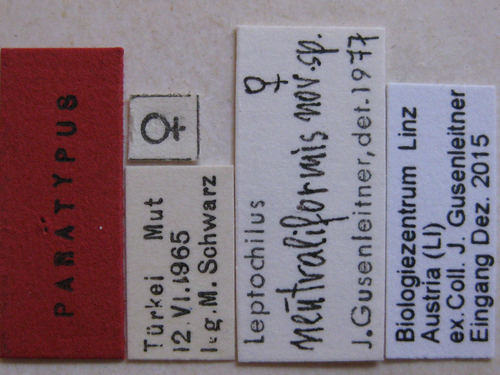 PARATYPUS
♀
Türkei Mut
12.VI.1965
lg.M.Schwarz
Leptochilus ♀
neutraliformis nov.sp.
J.Gusenleitner,det.1977
Biologiezentrum Linz
Austria (LI)
ex.Coll. J. Gusenleitner
Eingang Dez. 2015